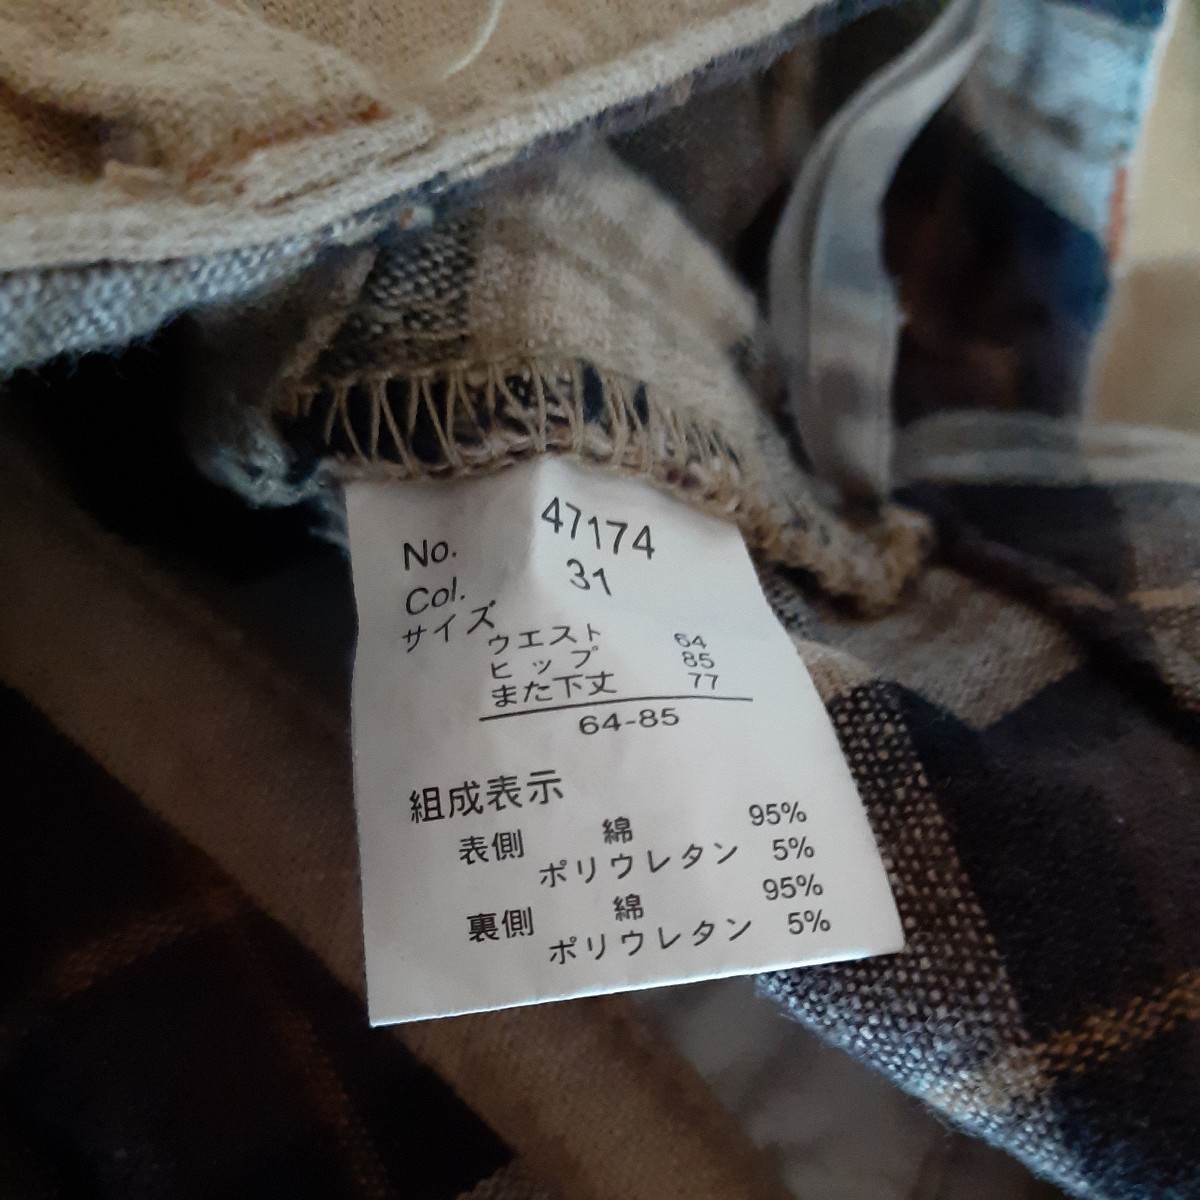 No. 47174
Col. 31
サイズ
ウエスト 64
ヒップ 85
また下丈 77
64-85
組成表示
表側 綿 95%
ポリウレタン 5%
裏側 綿 95%
ポリウレタン 5%